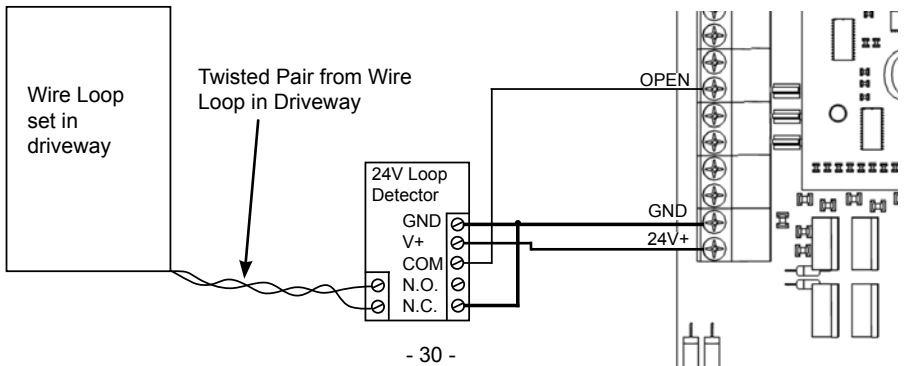 Wire Loop
set in
driveway
Twisted Pair from Wire
Loop in Driveway
OPEN
24V Loop
Detector
GND
V+
COM
N.O.
N.C.
GND
24V+
- 30 -